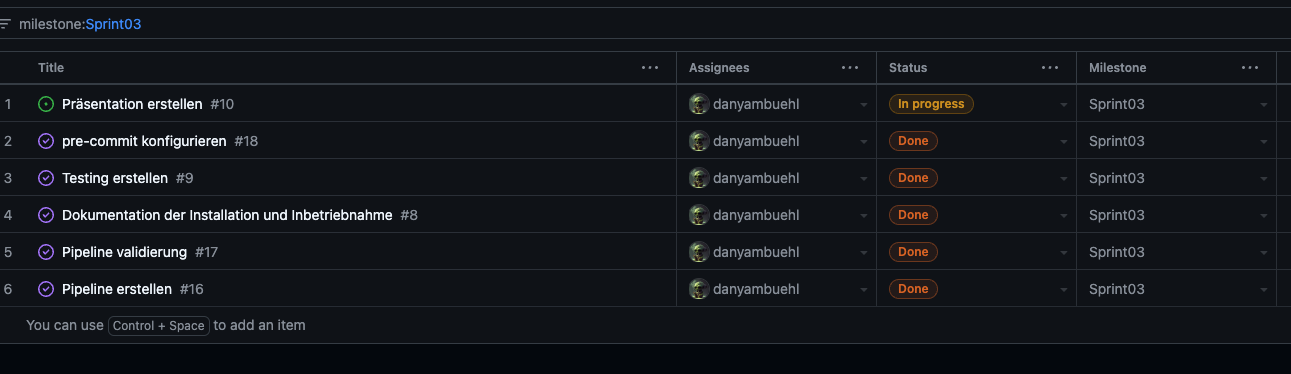 milestone:Sprint03
Title ... Assignees ... Status ... Milestone ...
1 Präsentation erstellen #10 danyambuehl In progress Sprint03
2 pre-commit konfigurieren #18 danyambuehl Done Sprint03
3 Testing erstellen #9 danyambuehl Done Sprint03
4 Dokumentation der Installation und Inbetriebnahme #8 danyambuehl Done Sprint03
5 Pipeline validierung #17 danyambuehl Done Sprint03
6 Pipeline erstellen #16 danyambuehl Done Sprint03
You can use Control + Space to add an item